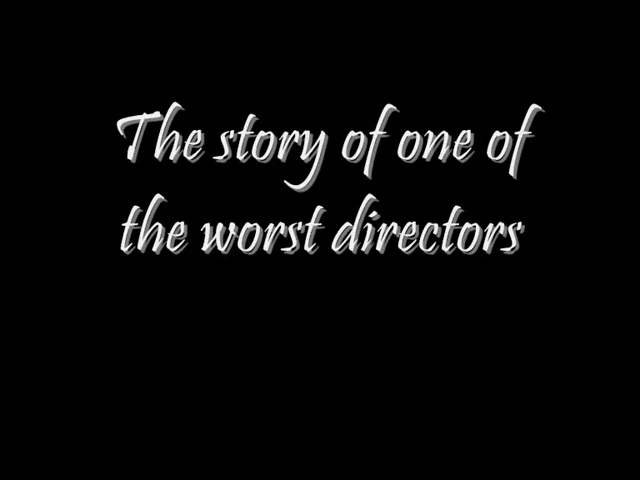 The story of one of
the worst directors